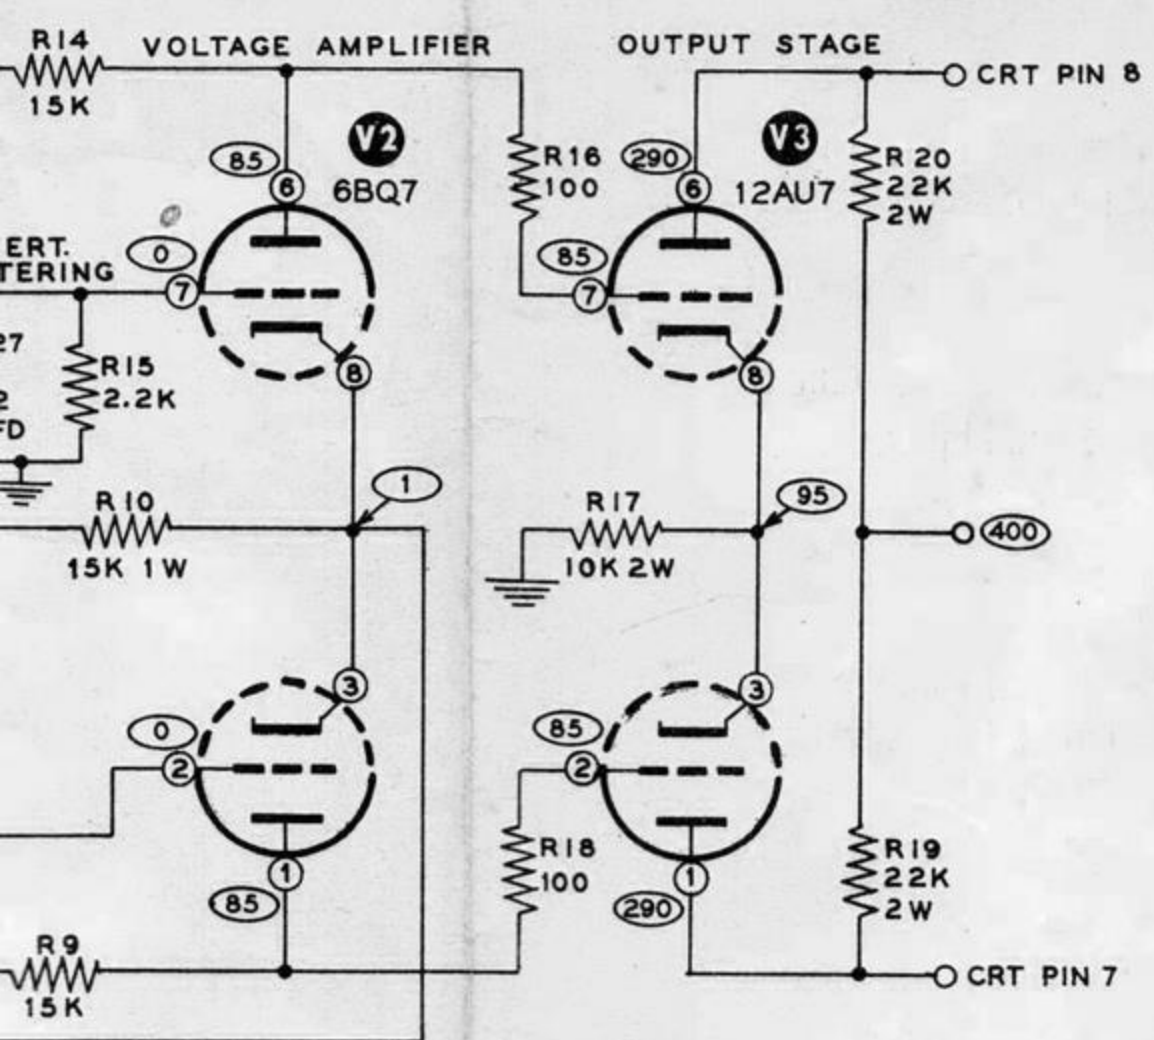 R14
VOLTAGE AMPLIFIER
OUTPUT STAGE
15K
CRT PIN 8
V2
V3
85
6
6BQ7
R16
100
290
6
12AU7
R20
22K
2W
ERT.
TERING
0
7
85
7
27
R15
2.2K
2
FD
8
8
R10
15K 1W
1
R17
10K 2W
95
400
3
3
0
2
85
2
1
85
R18
100
1
290
R19
22K
2W
R9
15K
CRT PIN 7